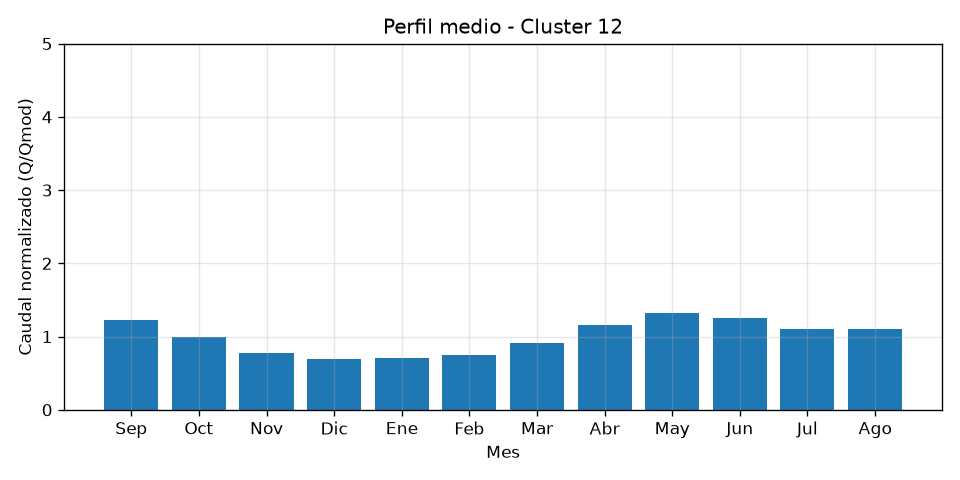 Perfil medio - Cluster 12
Caudal normalizado (Q/Qmod)
5
4
3
2
1
0
Sep Oct Nov Dic Ene Feb Mar Abr May Jun Jul Ago
Mes